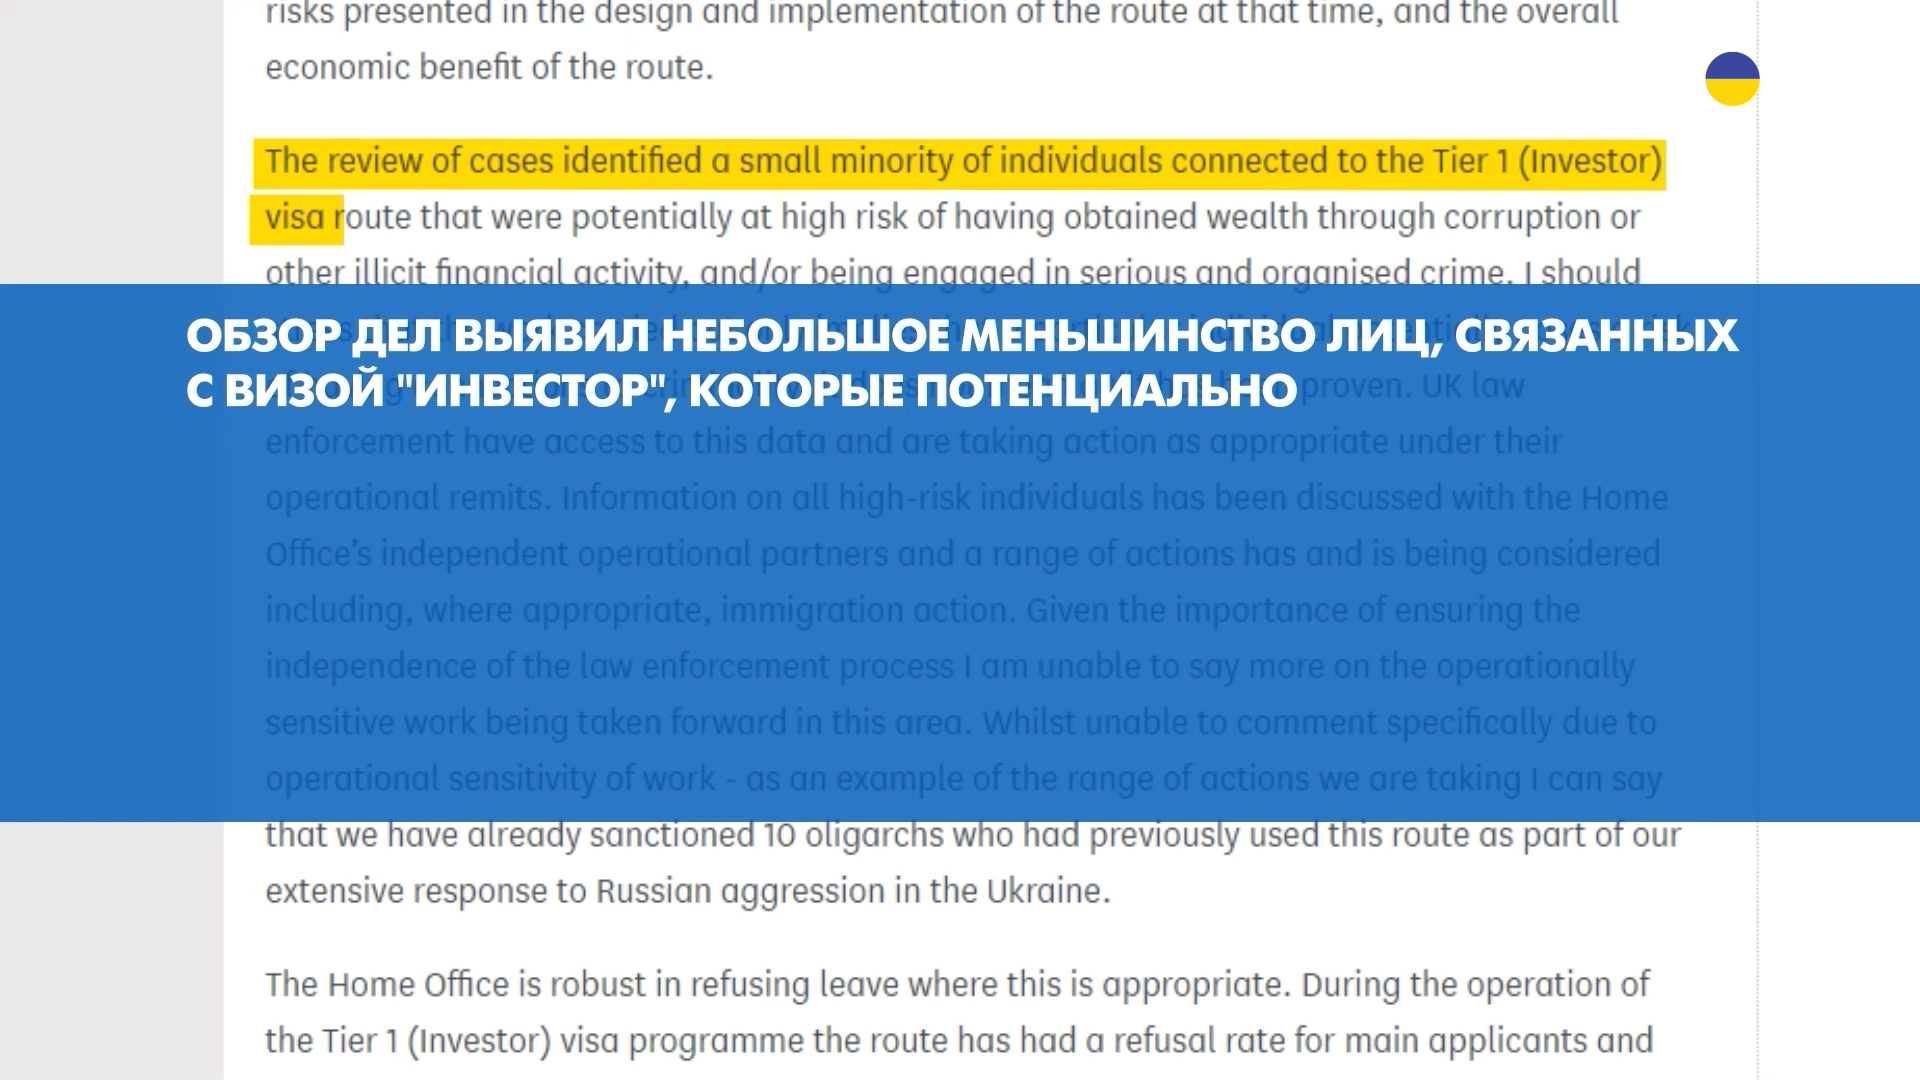 risks presented in the design and implementation of the route at that time, and the overall
economic benefit of the route.
The review of cases identified a small minority of individuals connected to the Tier 1 (Investor)
visa route that were potentially at high risk of having obtained wealth through corruption or
other illicit financial activity, and/or being engaged in serious and organised crime. I should
ОБЗОР ДЕЛ ВЫЯВИЛ НЕБОЛЬШОЕ МЕНЬШИНСТВО ЛИЦ, СВЯЗАННЫХ
С ВИЗОЙ "ИНВЕСТОР", КОТОРЫЕ ПОТЕНЦИАЛЬНО
proven. UK law
enforcement have access to this data and are taking action as appropriate under their
operational remits. Information on all high-risk individuals has been discussed with the Home
Office’s independent operational partners and a range of actions has and is being considered
including, where appropriate, immigration action. Given the importance of ensuring the
independence of the law enforcement process I am unable to say more on the operationally
sensitive work being taken forward in this area. Whilst unable to comment specifically due to
operational sensitivity of work - as an example of the range of actions we are taking I can say
that we have already sanctioned 10 oligarchs who had previously used this route as part of our
extensive response to Russian aggression in the Ukraine.
The Home Office is robust in refusing leave where this is appropriate. During the operation of
the Tier 1 (Investor) visa programme the route has had a refusal rate for main applicants and